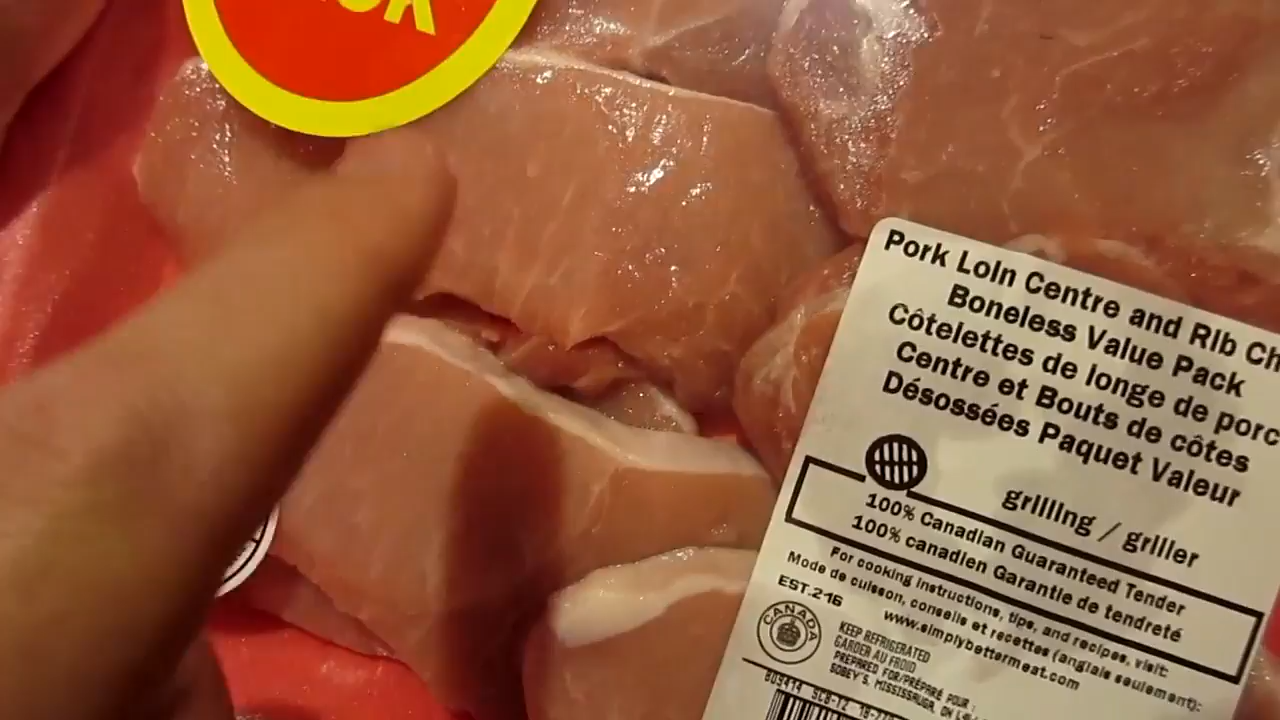 Pork Loin Centre and Rib
Boneless Value Pack
Côtelettes de longe de porc
Centre et Bouts de côtes
Désossées Paquet Valeur
grilling / griller
100% Canadian Guaranteed Tender
100% canadien Garantie de tendreté
For cooking instructions, tips, and recipes, visit:
Mode de cuisson, conseils et recettes (anglais seulement):
www.simplybettermeat.com
EST.216
CANADA
KEEP REFRIGERATED
GARDER AU FROID
PREPARED FOR/PRÉPARÉ POUR :
SOBEY'S, MISSISSAUGA, ON